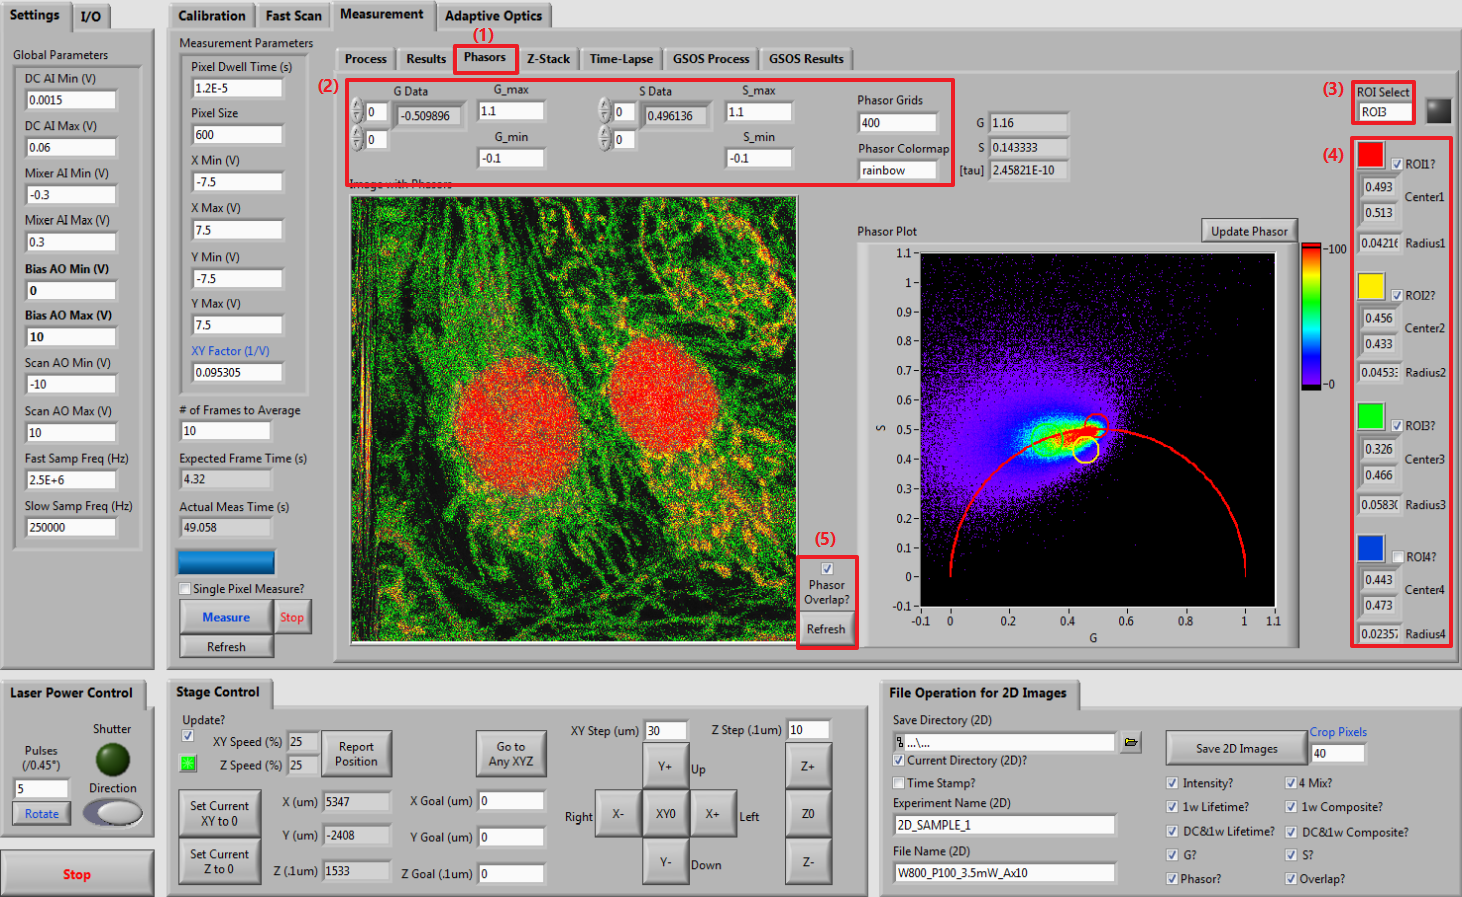 Settings
I/O
Global Parameters
DC AI Min (V)
0.0015
DC AI Max (V)
0.06
Mixer AI Min (V)
-0.3
Mixer AI Max (V)
0.3
Bias AO Min (V)
0
Bias AO Max (V)
10
Scan AO Min (V)
-10
Scan AO Max (V)
10
Fast Samp Freq (Hz)
2.5E+6
Slow Samp Freq (Hz)
250000
Calibration
Fast Scan
Measurement
Adaptive Optics
Measurement Parameters
Pixel Dwell Time (s)
1.2E-5
Pixel Size
600
X Min (V)
-7.5
X Max (V)
7.5
Y Min (V)
-7.5
Y Max (V)
7.5
XY Factor (1/V)
0.095305
# of Frames to Average
10
Expected Frame Time (s)
4.32
Actual Meas Time (s)
49.058
Single Pixel Measure?
Measure
Stop
Refresh
(1)
Process
Results
Phasors
Z-Stack
Time-Lapse
GSOS Process
GSOS Results
(2)
G Data
0
0
-0.509896
G_max
1.1
G_min
-0.1
S Data
0
0
0.496136
S_max
1.1
S_min
-0.1
Phasor Grids
400
Phasor Colormap
rainbow
G 1.16
S 0.143333
[tau] 2.45821E-10
Image with Phasors
(5)
Phasor
Overlap?
Refresh
Phasor Plot
Update Phasor
1.1
1
0.9
0.8
0.7
0.6
0.5
0.4
0.3
0.2
0.1
0
-0.1
S
-0.1 0 0.2 0.4 0.6 0.8 1 1.1
G
100
0
(3)
ROI Select
ROI3
(4)
ROI1?
0.493
0.513
Center1
0.04216 Radius1
ROI2?
0.456
0.433
Center2
0.0453 Radius2
ROI3?
0.326
0.466
Center3
0.0583 Radius3
ROI4?
0.443
0.473
Center4
0.02357 Radius4
Laser Power Control
Shutter
Pulses
(/0.45°)
5
Rotate
Direction
Stop
Stage Control
Update?
XY Speed (%) 25
Z Speed (%) 25
Report
Position
Go to
Any XYZ
Set Current
XY to 0
Set Current
Z to 0
X (um) 5347
Y (um) -2408
Z (.1um) 1533
X Goal (um) 0
Y Goal (um) 0
Z Goal (.1um) 0
XY Step (um) 30
Z Step (.1um) 10
Y+ Up
Right X- XY0 X+ Left
Y- Down
Z+
Z0
Z-
File Operation for 2D Images
Save Directory (2D)
...\...
Current Directory (2D)?
Time Stamp?
Experiment Name (2D)
2D_SAMPLE_1
File Name (2D)
W800_P100_3.5mW_Ax10
Save 2D Images
Crop Pixels
40
Intensity?
4 Mix?
1w Lifetime?
1w Composite?
DC&1w Lifetime?
DC&1w Composite?
G?
S?
Phasor?
Overlap?